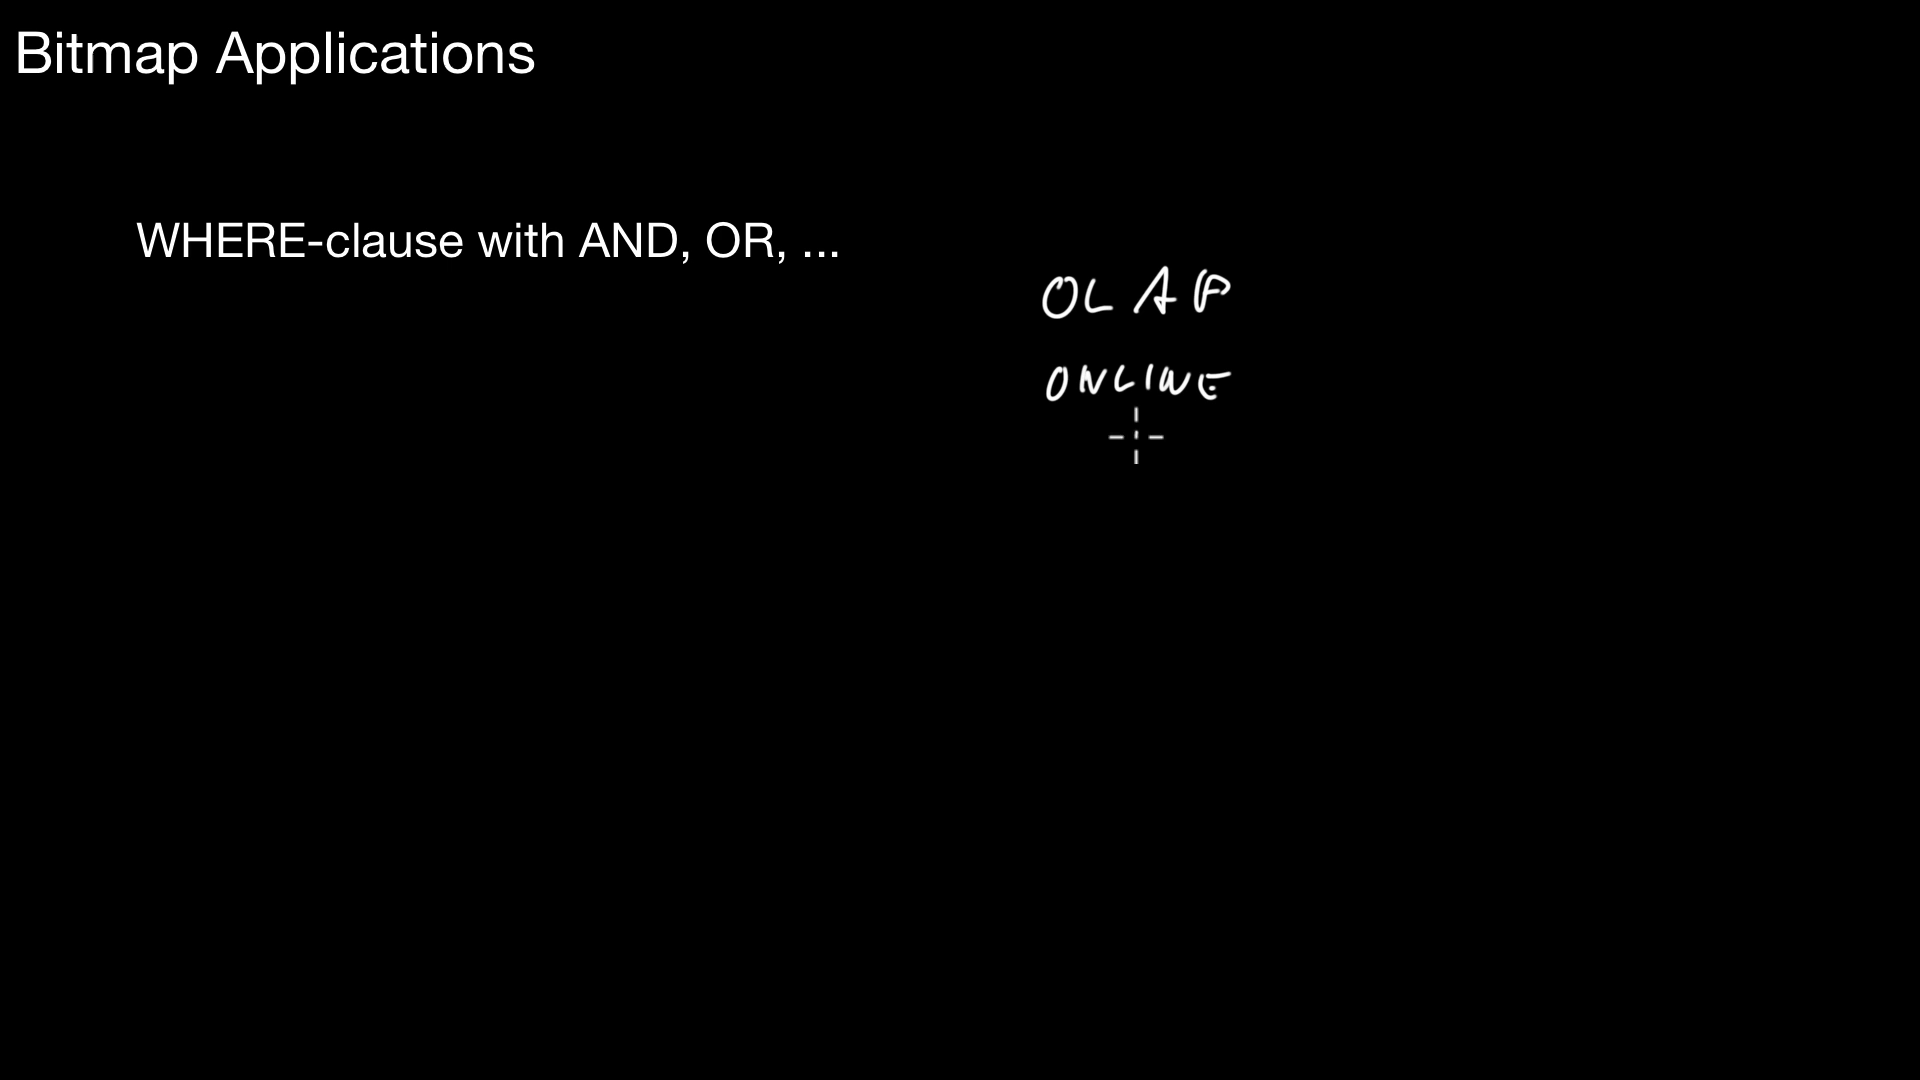 Bitmap Applications
WHERE-clause with AND, OR, ...
OLAP
ONLINE